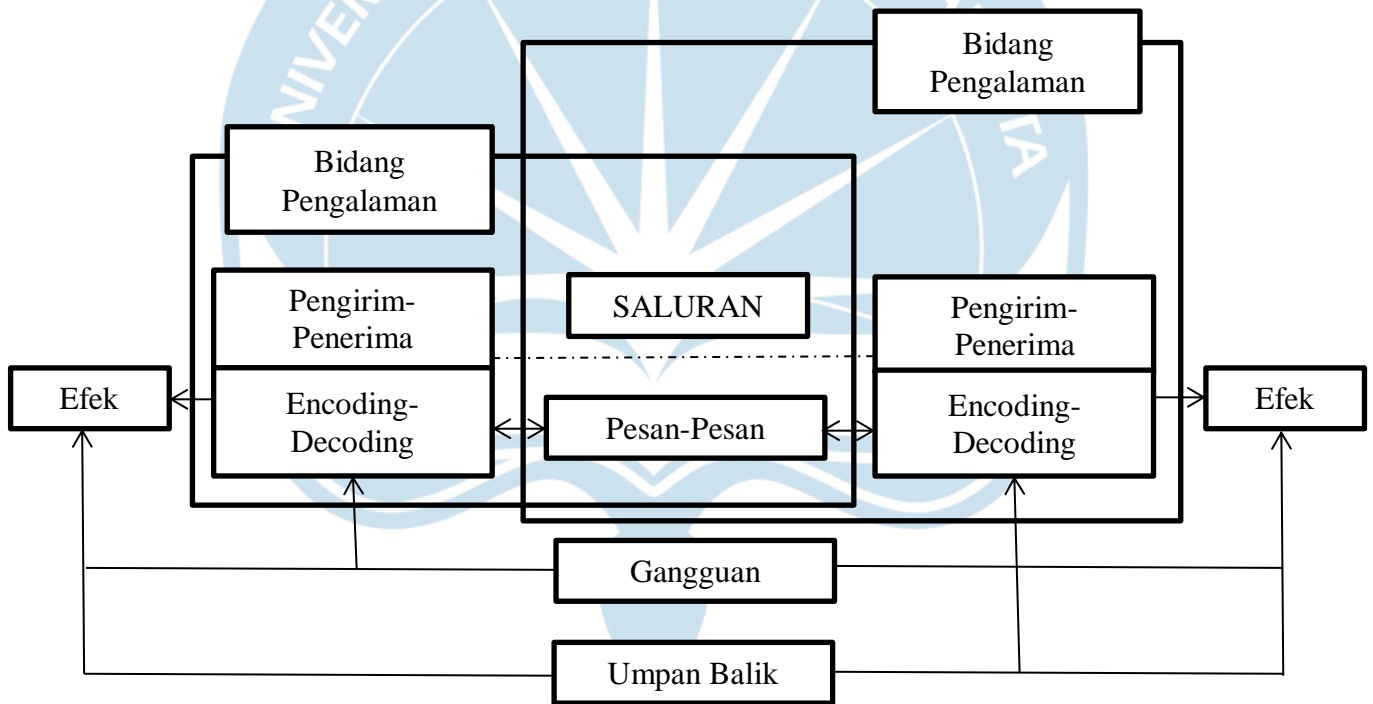 Bidang
Pengalaman
Bidang
Pengalaman
Pengirim-
Penerima
SALURAN
Pengirim-
Penerima
Efek
Encoding-
Decoding
Pesan-Pesan
Encoding-
Decoding
Efek
Gangguan
Umpan Balik